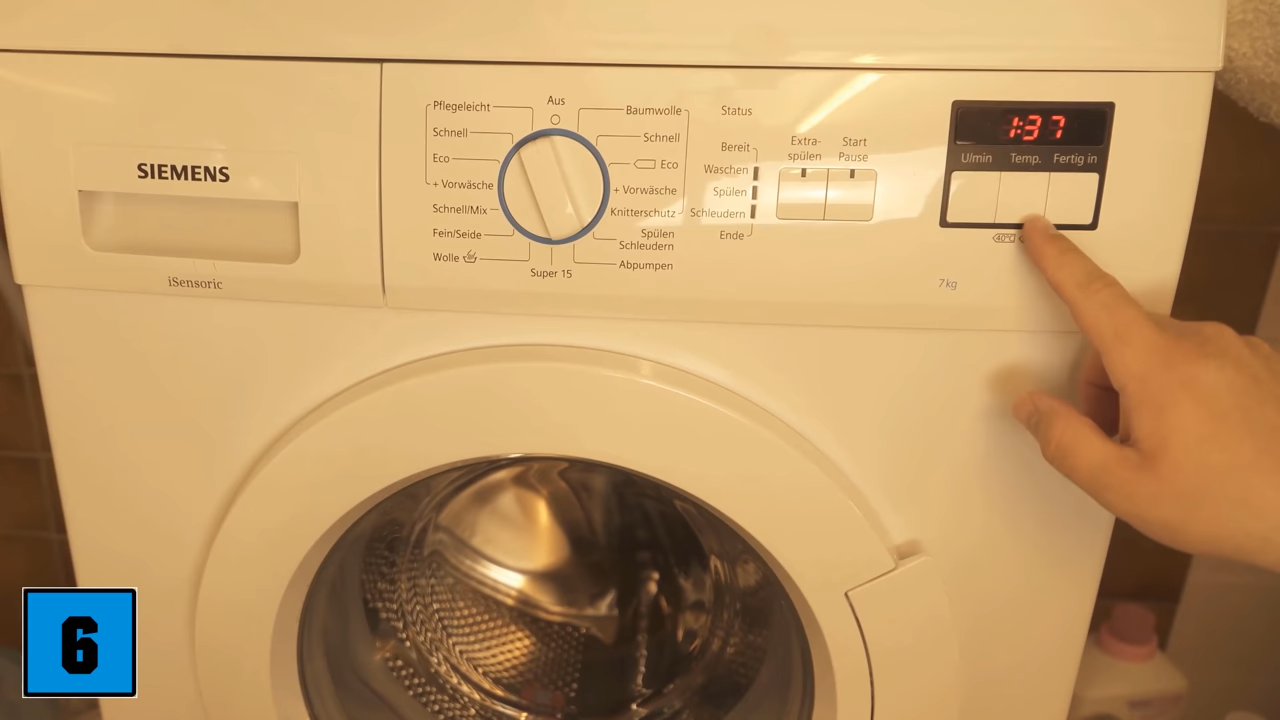 SIEMENS
iSensoric
Aus
Pflegeleicht
Schnell
Eco
+ Vorwäsche
Schnell/Mix
Fein/Seide
Wolle
Super 15
Baumwolle
Schnell
Eco
+ Vorwäsche
Knitterschutz
Spülen
Schleudern
Abpumpen
Status
Bereit
Waschen
Spülen
Schleudern
Ende
Extra-
spülen
Start
Pause
1:37
U/min Temp. Fertig in
40°C
7 kg
6